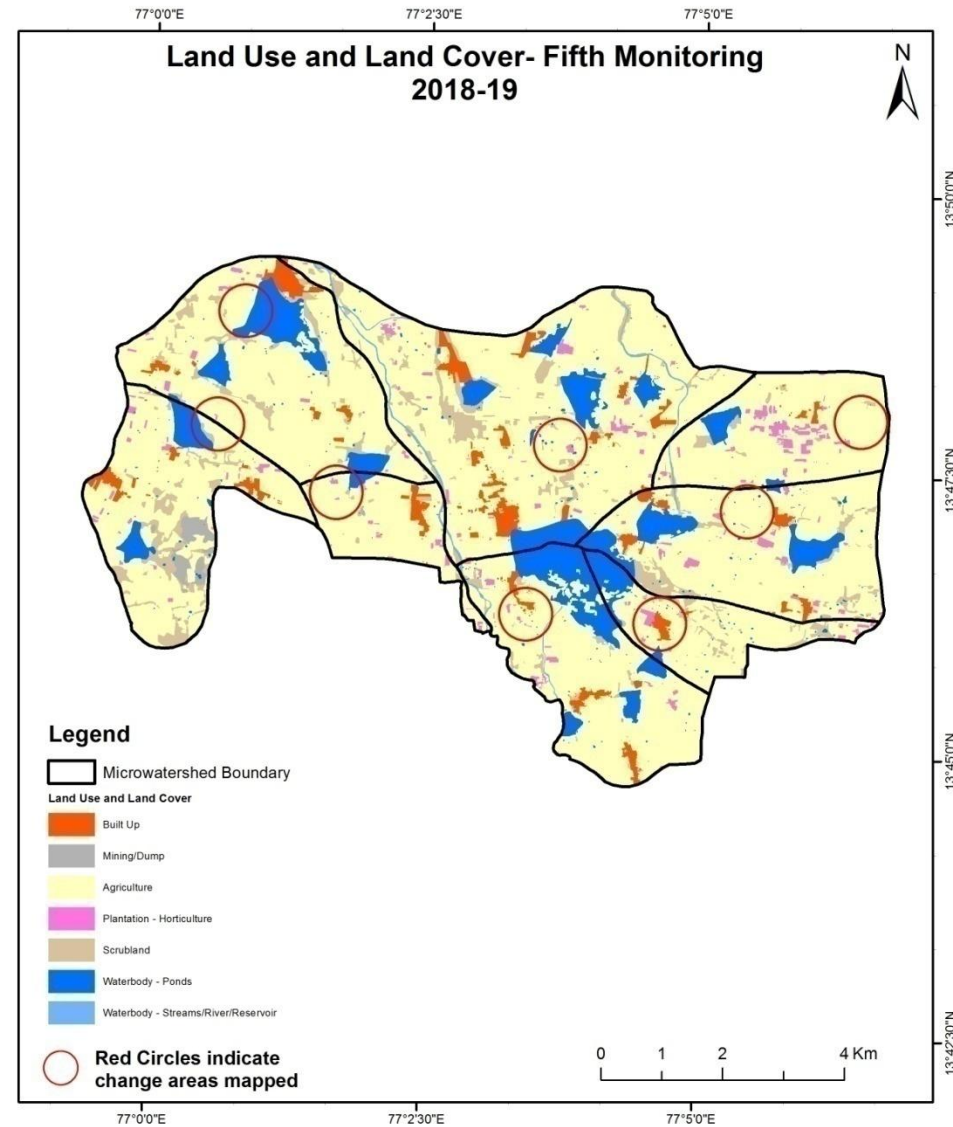 77°0'0"E 77°2'30"E 77°5'0"E
Land Use and Land Cover- Fifth Monitoring
2018-19
N
13°50'0"N
13°47'30"N
13°45'0"N
13°42'30"N
Legend
Microwatershed Boundary
Land Use and Land Cover
Built Up
Mining/Dump
Agriculture
Plantation - Horticulture
Scrubland
Waterbody - Ponds
Waterbody - Streams/River/Reservoir
Red Circles indicate
change areas mapped
0 1 2 4 Km
77°0'0"E 77°2'30"E 77°5'0"E